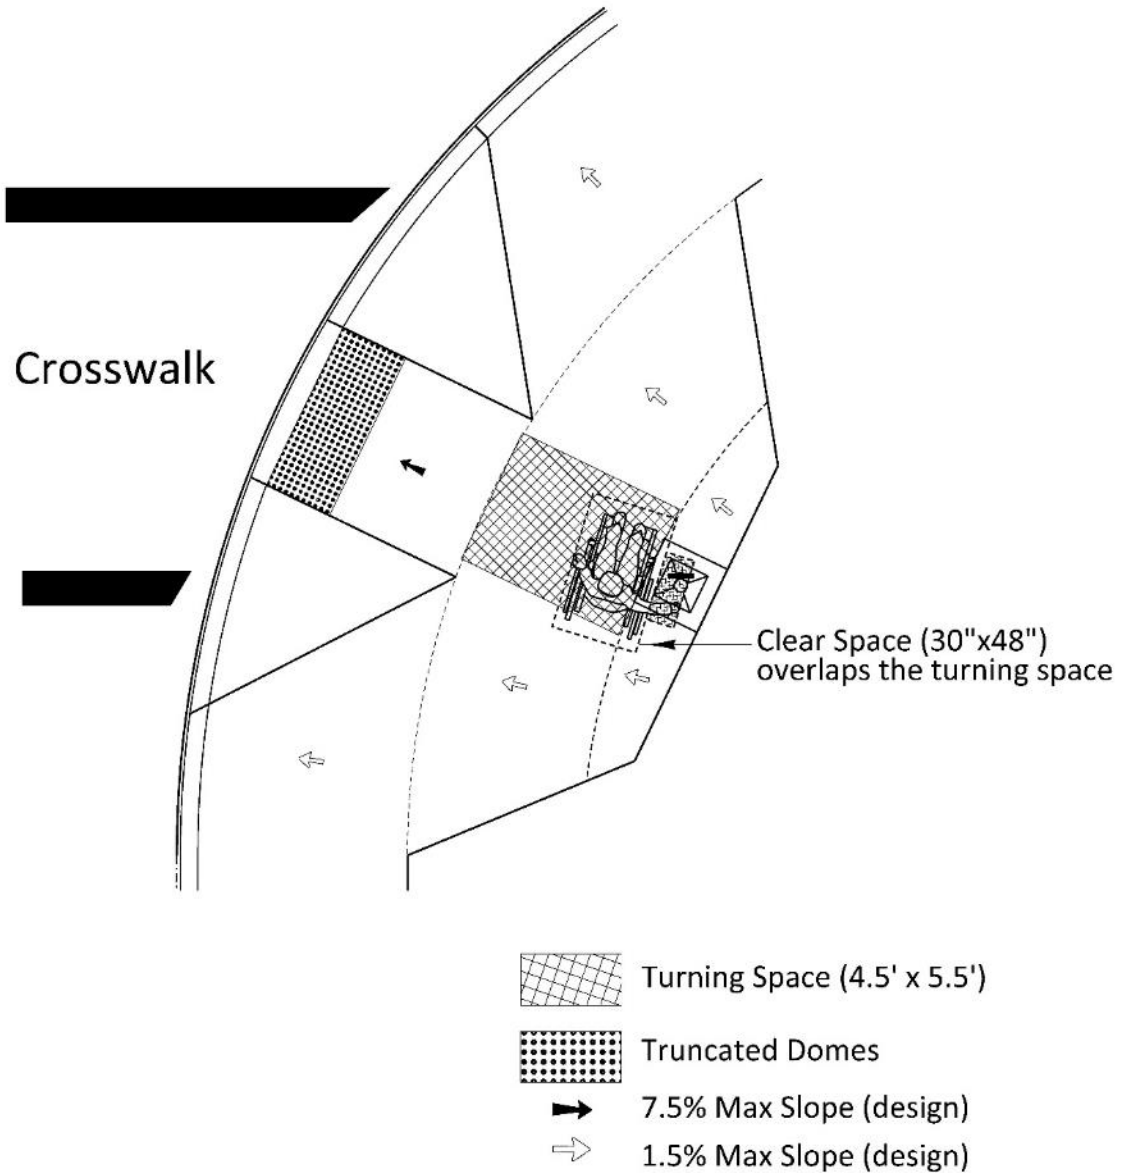 Crosswalk
Clear Space (30"x48")
overlaps the turning space
Turning Space (4.5' x 5.5')
Truncated Domes
7.5% Max Slope (design)
1.5% Max Slope (design)